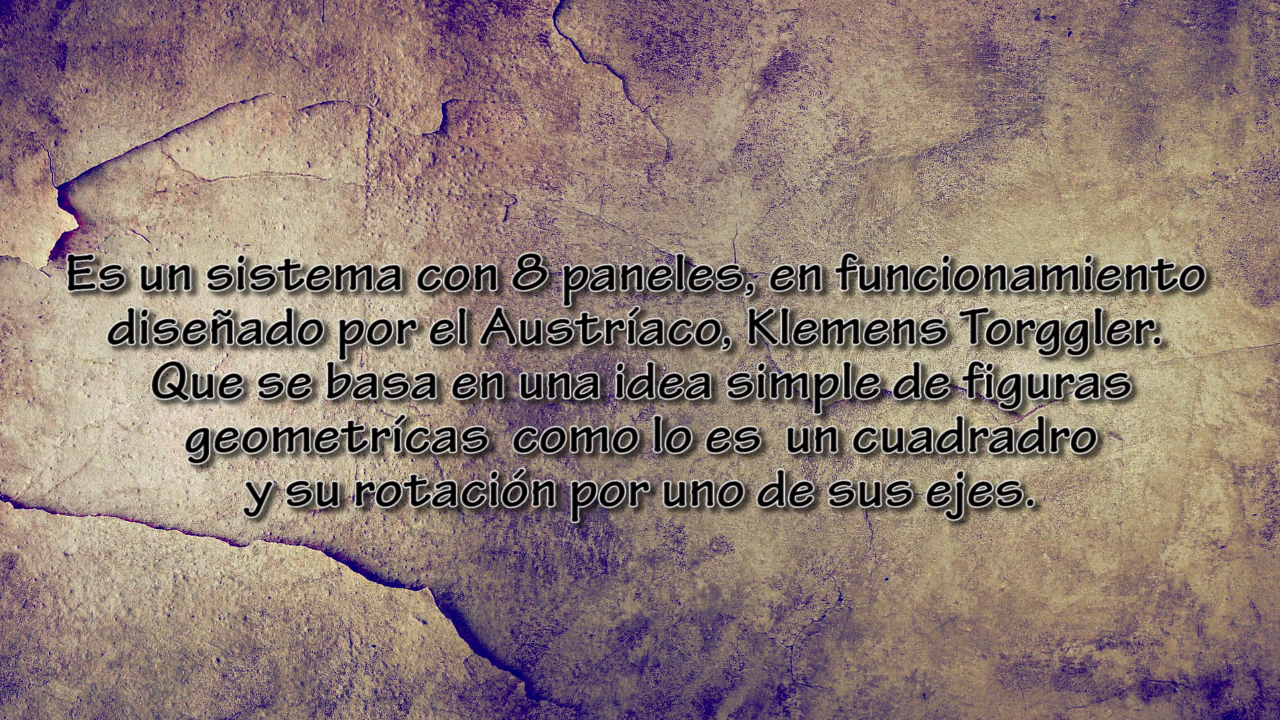 Es un sistema con 8 paneles, en funcionamiento
diseñado por el Austríaco, Klemens Torggler.
Que se basa en una idea simple de figuras
geometrícas como lo es un cuadradro
y su rotación por uno de sus ejes.